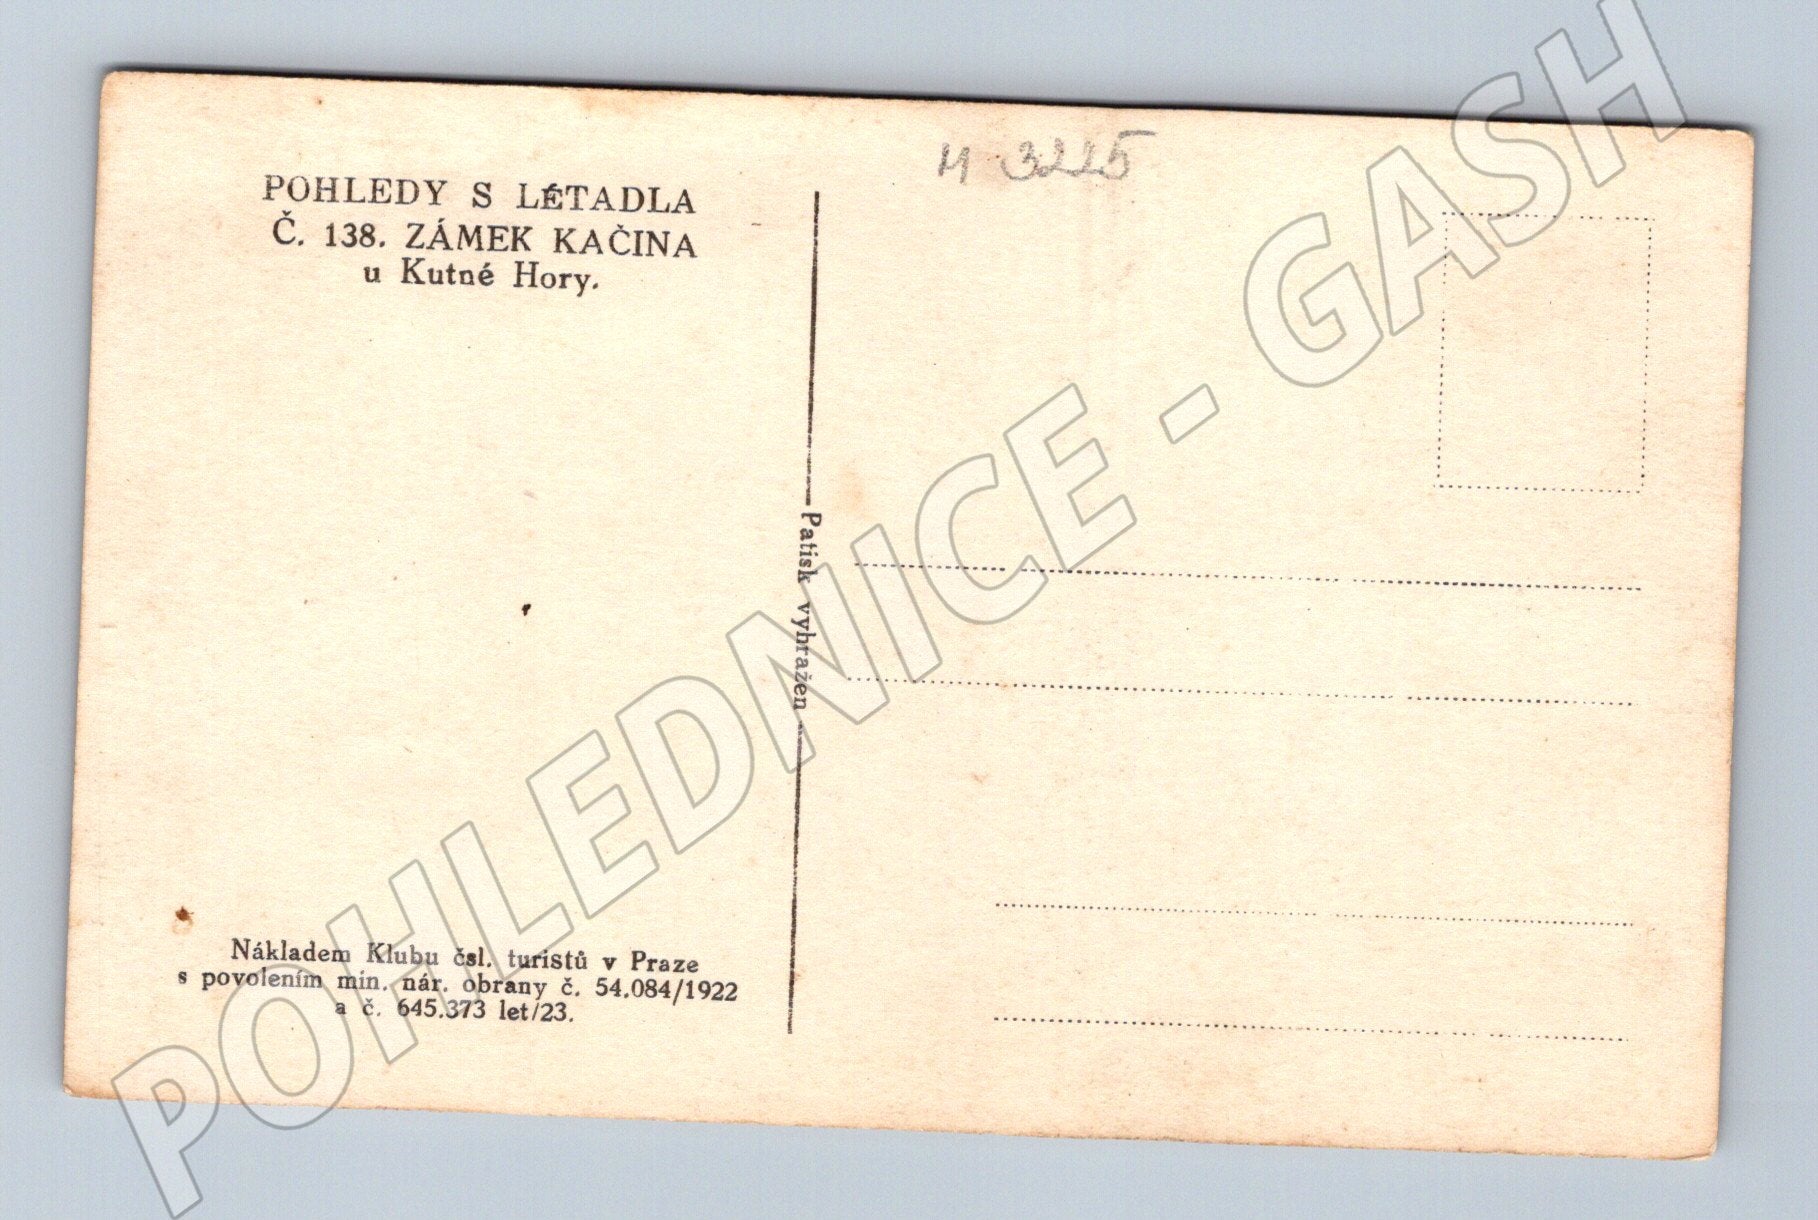 POHLEDY S LETADLA
Č. 138. ZÁMEK KAČINA
u Kutné Hory.
M 3225
Patisk vyhražen
Nákladem Klubu čsl. turistů v Praze
s povolením min. nár. obrany č. 54.084/1922
a č. 645.373 let/23.
POHLEDNICE - GASH